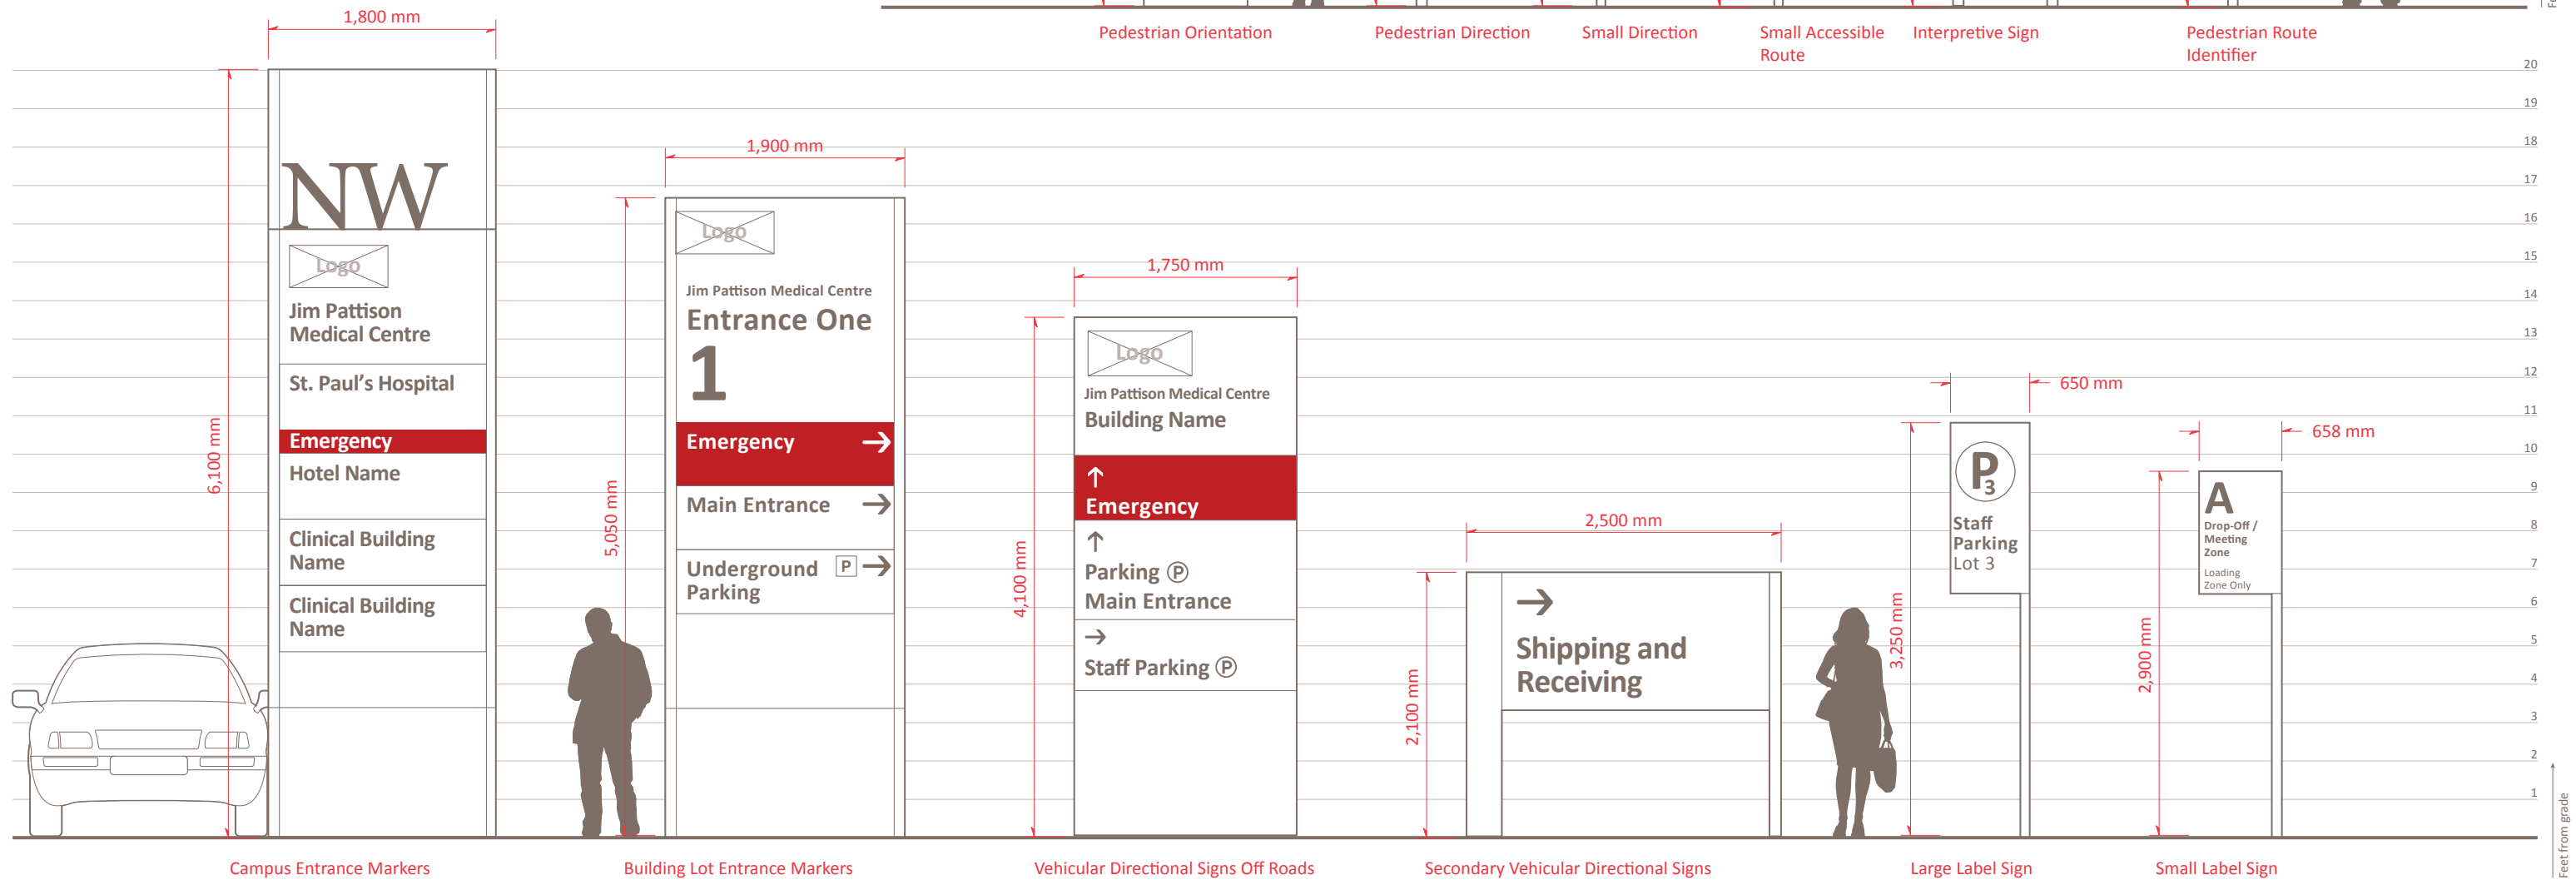 Pedestrian Orientation
Pedestrian Direction
Small Direction
Small Accessible
Route
Interpretive Sign
Pedestrian Route
Identifier
1,800 mm
6,100 mm
NW
Logo
Jim Pattison
Medical Centre
St. Paul's Hospital
Emergency
Hotel Name
Clinical Building
Name
Clinical Building
Name
Campus Entrance Markers
1,900 mm
5,050 mm
Logo
Jim Pattison Medical Centre
Entrance One
1
Emergency →
Main Entrance →
Underground P →
Parking
Building Lot Entrance Markers
1,750 mm
4,100 mm
Logo
Jim Pattison Medical Centre
Building Name
↑
Emergency
↑
Parking Ⓟ
Main Entrance
→
Staff Parking Ⓟ
Vehicular Directional Signs Off Roads
2,500 mm
2,100 mm
→
Shipping and
Receiving
Secondary Vehicular Directional Signs
650 mm
3,250 mm
P3
Staff
Parking
Lot 3
Large Label Sign
658 mm
2,900 mm
A
Drop-Off /
Meeting
Zone
Loading
Zone Only
Small Label Sign
20
19
18
17
16
15
14
13
12
11
10
9
8
7
6
5
4
3
2
1
Feet from grade